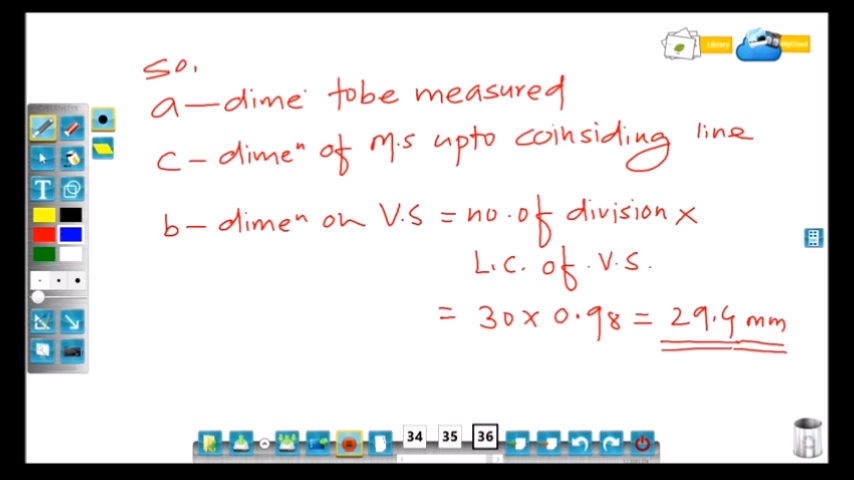 so.
Library
MyCloud
a — dime· tobe measured
c – dimeⁿ of M.S upto coinsiding line
b – dimeⁿ on V.S = no. of division ×
L.C. of V.S.
= 30 × 0.98 = 29.4 mm
T
34 35 36